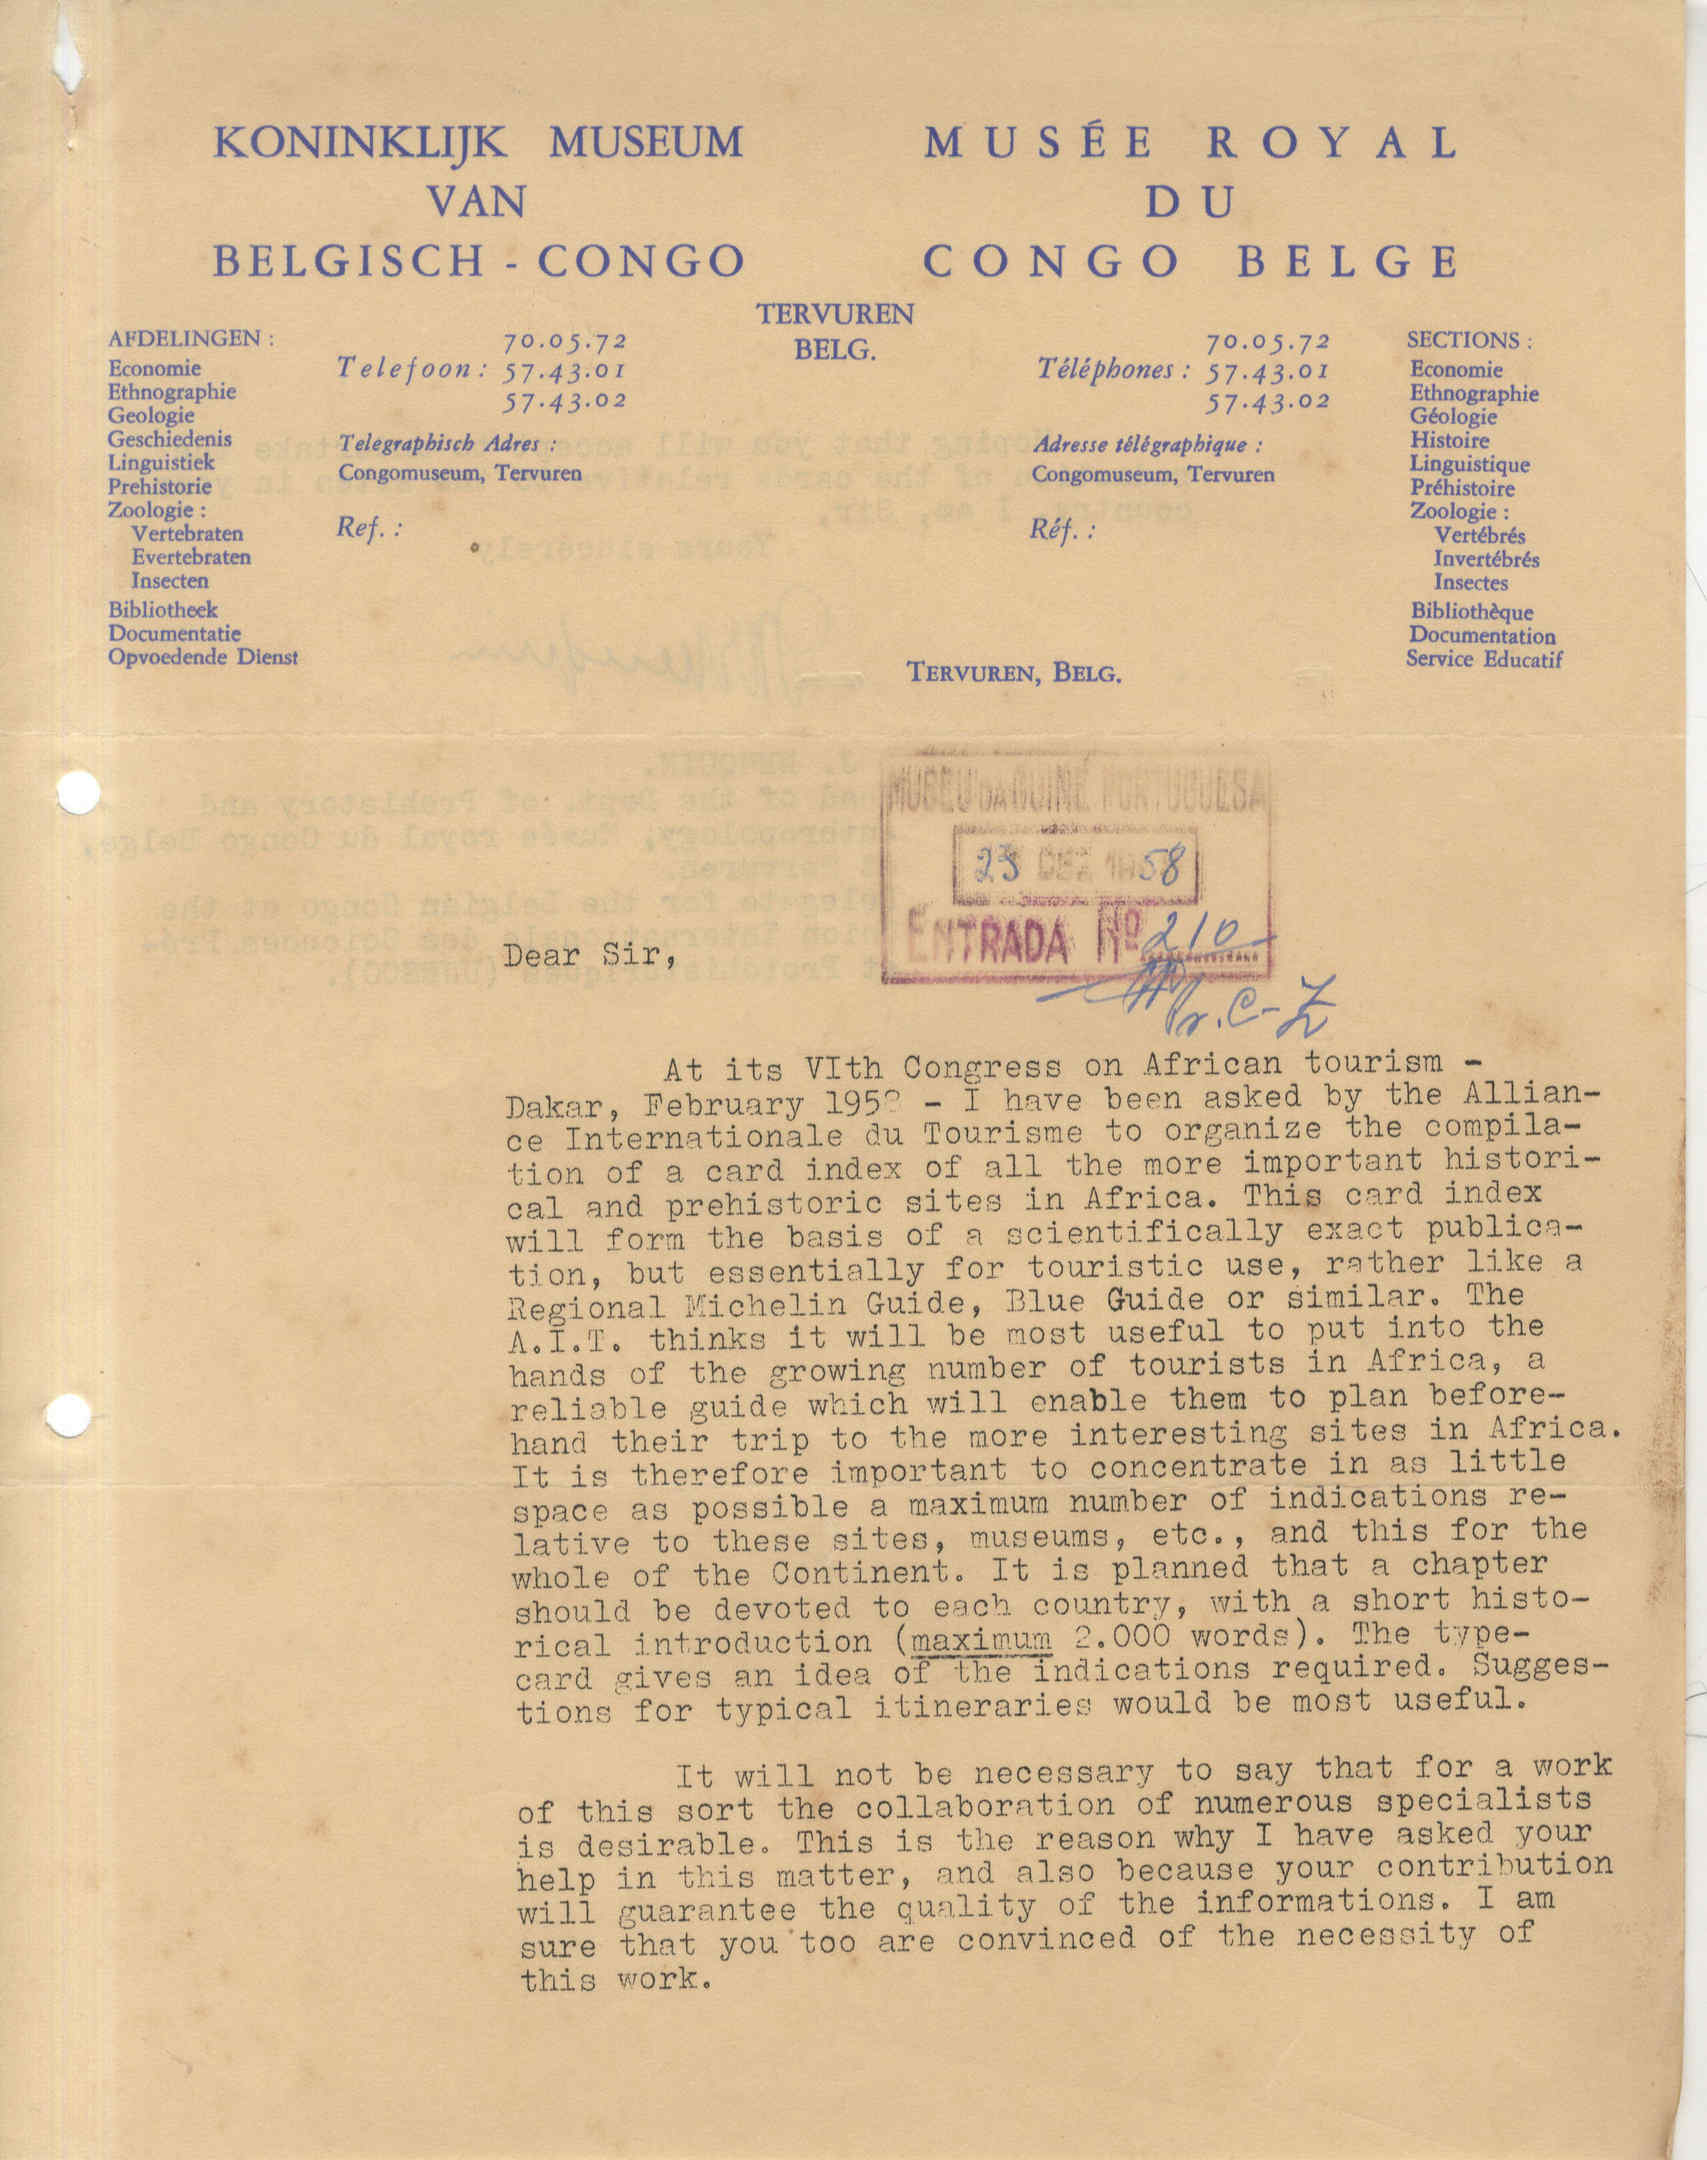 KONINKLIJK MUSEUM
VAN
BELGISCH - CONGO
MUSÉE ROYAL
DU
CONGO BELGE
TERVUREN
BELG.
AFDELINGEN :
Economie
Ethnographie
Geologie
Geschiedenis
Linguistiek
Prehistorie
Zoologie :
Vertebraten
Evertebraten
Insecten
Bibliotheek
Documentatie
Opvoedende Dienst
70.05.72
Telefoon : 57.43.01
57.43.02
Telegraphisch Adres :
Congomuseum, Tervuren
Ref. :
70.05.72
Téléphones : 57.43.01
57.43.02
Adresse télégraphique :
Congomuseum, Tervuren
Réf. :
SECTIONS :
Economie
Ethnographie
Géologie
Histoire
Linguistique
Préhistoire
Zoologie :
Vertébrés
Invertébrés
Insectes
Bibliothèque
Documentation
Service Educatif
TERVUREN, BELG.
MUSEU DA GUINÉ PORTUGUESA
23 DEZ 1958
ENTRADA Nº 210
Dear Sir,
At its VIth Congress on African tourism -
Dakar, February 195 - I have been asked by the Allian-
ce Internationale du Tourisme to organize the compila-
tion of a card index of all the more important histori-
cal and prehistoric sites in Africa. This card index
will form the basis of a scientifically exact publica-
tion, but essentially for touristic use, rather like a
Regional Michelin Guide, Blue Guide or similar. The
A.I.T. thinks it will be most useful to put into the
hands of the growing number of tourists in Africa, a
reliable guide which will enable them to plan before-
hand their trip to the more interesting sites in Africa.
It is therefore important to concentrate in as little
space as possible a maximum number of indications re-
lative to these sites, museums, etc., and this for the
whole of the Continent. It is planned that a chapter
should be devoted to each country, with a short histo-
rical introduction (maximum 2.000 words). The type-
card gives an idea of the indications required. Sugges-
tions for typical itineraries would be most useful.
It will not be necessary to say that for a work
of this sort the collaboration of numerous specialists
is desirable. This is the reason why I have asked your
help in this matter, and also because your contribution
will guarantee the quality of the informations. I am
sure that you too are convinced of the necessity of
this work.